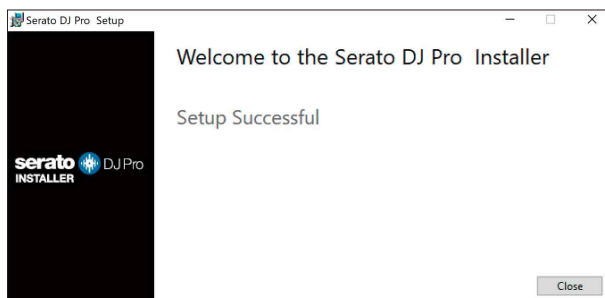 Serato DJ Pro Setup
Welcome to the Serato DJ Pro Installer
Setup Successful
serato DJ Pro
INSTALLER
Close